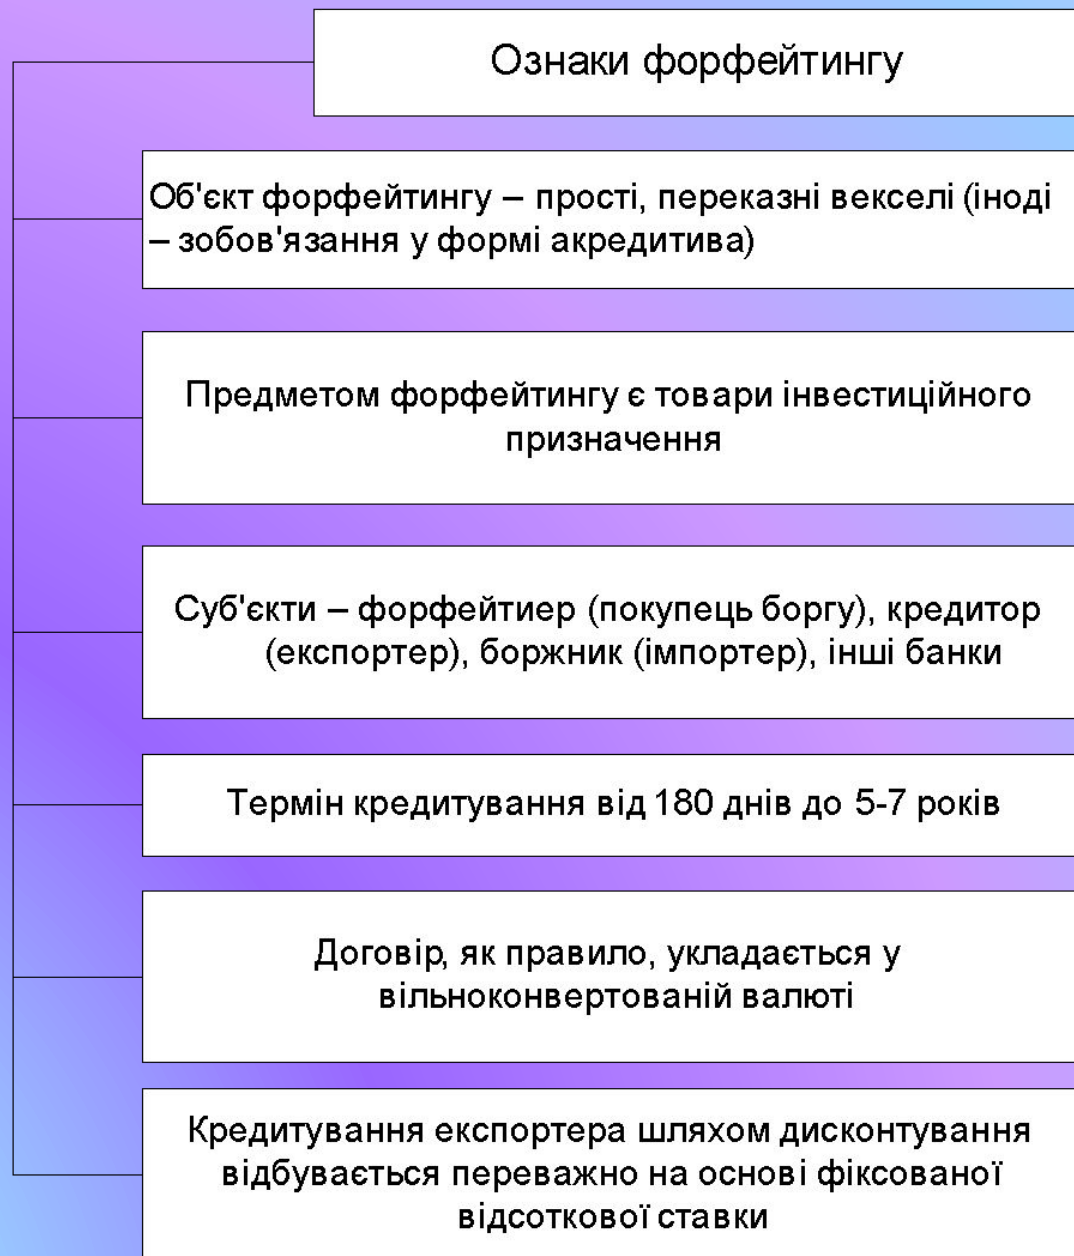 Ознаки форфейтингу
Об'єкт форфейтингу – прості, переказні векселі (іноді
– зобов'язання у формі акредитива)
Предметом форфейтингу є товари інвестиційного
призначення
Суб'єкти – форфейтиер (покупець боргу), кредитор
(експортер), боржник (імпортер), інші банки
Термін кредитування від 180 днів до 5-7 років
Договір, як правило, укладається у
вільноконвертованій валюті
Кредитування експортера шляхом дисконтування
відбувається переважно на основі фіксованої
відсоткової ставки